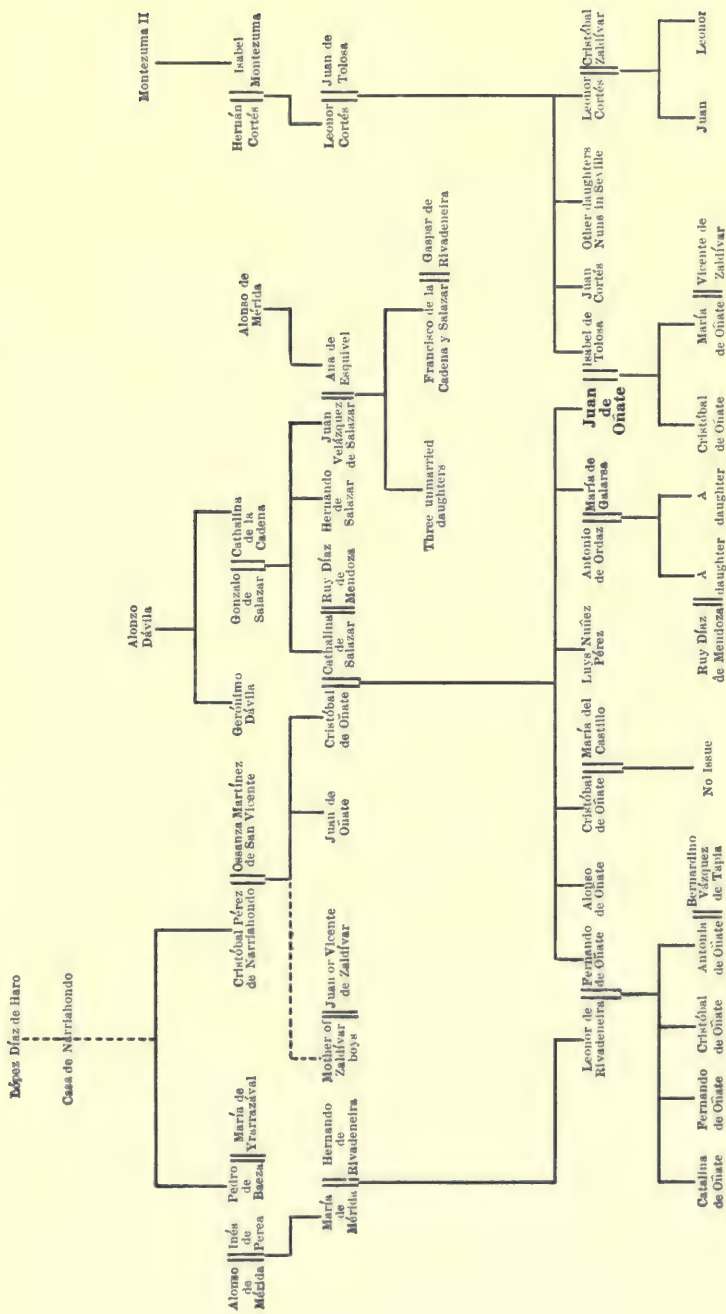 López Díaz de Haro
Casa de Narriahondo
Alonzo
Dávila
Montezuma II
Alonso
de
Mérida
Inés
de
Perea
Pedro
de
Baeza
María de
Yrarrazával
Cristóbal Pérez
de Narriahondo
Ossanza Martínez
de San Vicente
Gerónimo
Dávila
Gonzalo
de
Salazar
Cathalina
de la
Cadena
Alonso de
Mérida
Hernán
Cortés
Isabel
Montezuma
María
de
Mérida
Hernando
de
Rivadeneira
Mother of
Zaldívar
boys
Juan or Vicente
de Zaldívar
Juan de
Oñate
Cristóbal
de Oñate
Cathalina
de
Salazar
Ruy Díaz
de
Mendoza
Hernando
de
Salazar
Juan
Velázquez
de Salazar
Ana de
Esquivel
Leonor
Cortés
Juan de
Tolosa
Three unmarried
daughters
Francisco de la
Cadena y Salazar
Gaspar de
Rivadeneira
Leonor de
Rivadeneira
Fernando
de Oñate
Alonso
de Oñate
Cristóbal
de Oñate
María del
Castillo
Luys Nuñez
Pérez
Antonio
de Ordaz
María de
Galarsa
Juan
de
Oñate
Isabel de
Tolosa
Juan
Cortés
Other daughters
Nuns in Seville
Leonor
Cortés
Cristóbal
Zaldívar
Catalina
de Oñate
Fernando
de Oñate
Cristóbal
de Oñate
Antonia
de Oñate
Bernardino
Vázquez
de Tapia
No Issue
Ruy Díaz
de Mendoza
A
daughter
A
daughter
Cristóbal
de Oñate
María
de Oñate
Vicente de
Zaldívar
Juan
Leonor